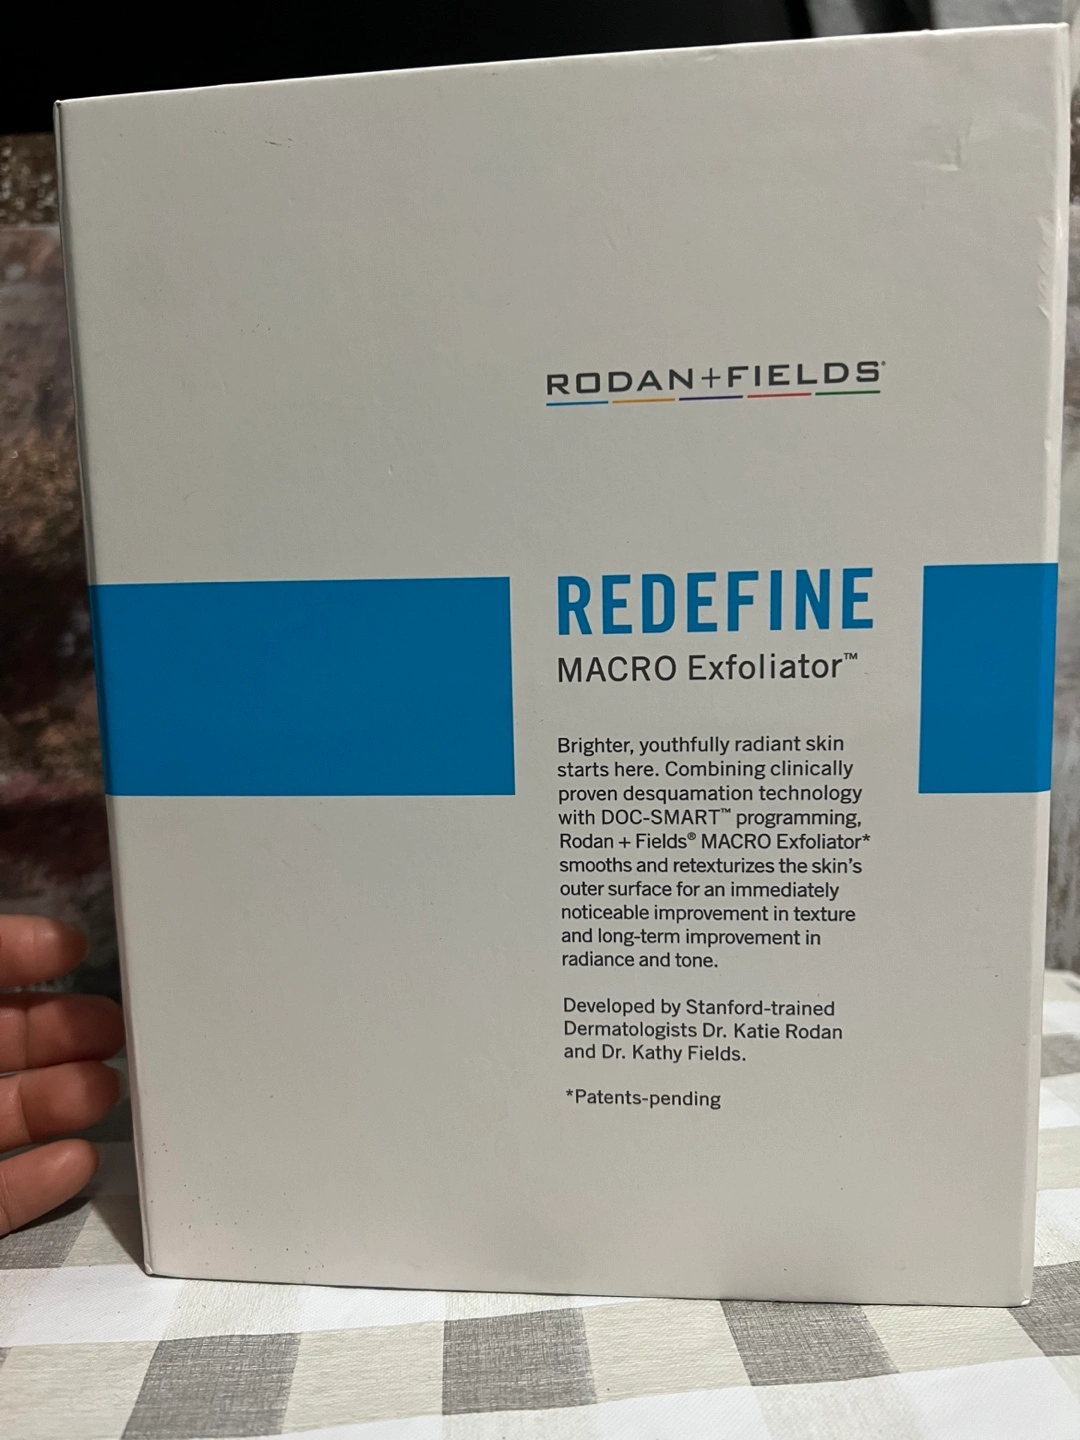 RODAN+FIELDS®
REDEFINE
MACRO Exfoliator™
Brighter, youthfully radiant skin
starts here. Combining clinically
proven desquamation technology
with DOC-SMART™ programming,
Rodan + Fields® MACRO Exfoliator*
smooths and retexturizes the skin's
outer surface for an immediately
noticeable improvement in texture
and long-term improvement in
radiance and tone.
Developed by Stanford-trained
Dermatologists Dr. Katie Rodan
and Dr. Kathy Fields.
*Patents-pending